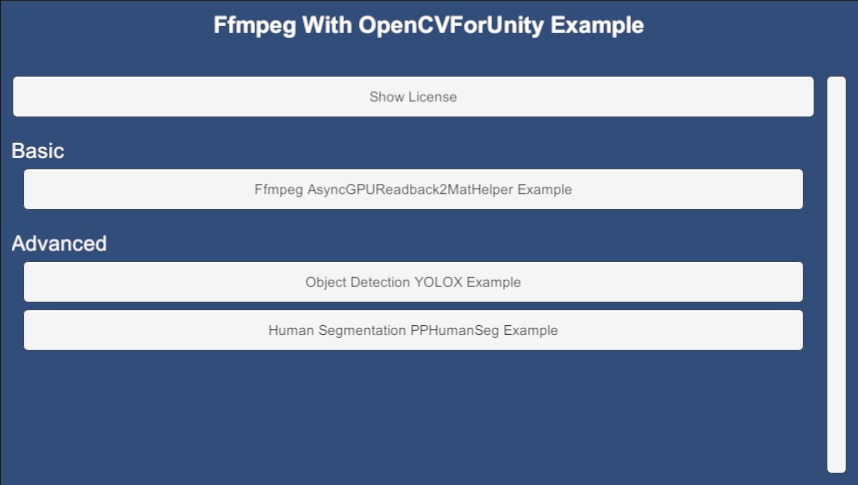 Ffmpeg With OpenCVForUnity Example
Show License
Basic
Ffmpeg AsyncGPUReadback2MatHelper Example
Advanced
Object Detection YOLOX Example
Human Segmentation PPHumanSeg Example